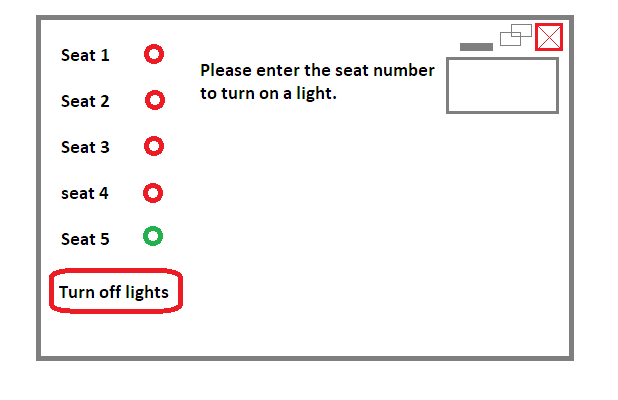 Seat 1
Seat 2
Seat 3
seat 4
Seat 5
Turn off lights
Please enter the seat number
to turn on a light.